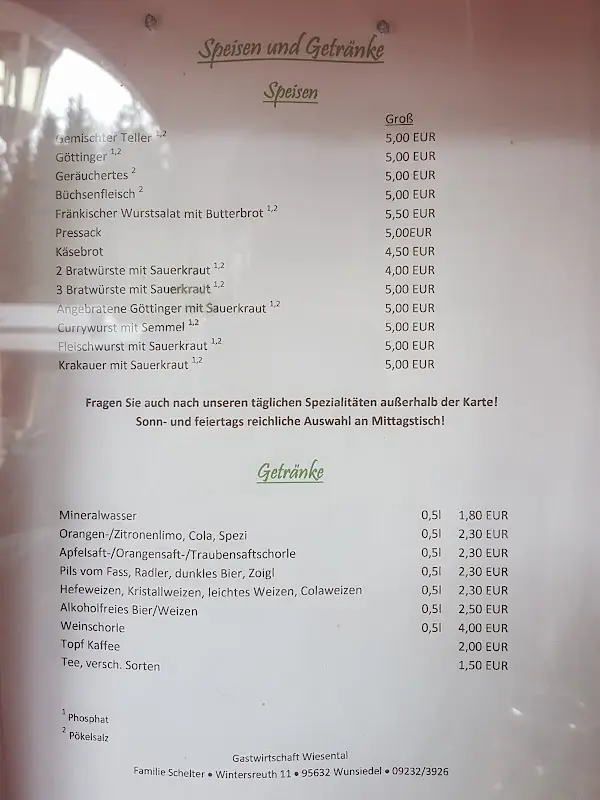 Speisen und Getränke
Speisen
Groß
Gemischter Teller 1,2 5,00 EUR
Göttinger 1,2 5,00 EUR
Geräuchertes 2 5,00 EUR
Büchsenfleisch 2 5,00 EUR
Fränkischer Wurstsalat mit Butterbrot 1,2 5,50 EUR
Pressack 5,00EUR
Käsebrot 4,50 EUR
2 Bratwürste mit Sauerkraut 1,2 4,00 EUR
3 Bratwürste mit Sauerkraut 1,2 5,00 EUR
Angebratene Göttinger mit Sauerkraut 1,2 5,00 EUR
Currywurst mit Semmel 1,2 5,00 EUR
Fleischwurst mit Sauerkraut 1,2 5,00 EUR
Krakauer mit Sauerkraut 1,2 5,00 EUR
Fragen Sie auch nach unseren täglichen Spezialitäten außerhalb der Karte!
Sonn- und feiertags reichliche Auswahl an Mittagstisch!
Getränke
Mineralwasser 0,5l 1,80 EUR
Orangen-/Zitronenlimo, Cola, Spezi 0,5l 2,30 EUR
Apfelsaft-/Orangensaft-/Traubensaftschorle 0,5l 2,30 EUR
Pils vom Fass, Radler, dunkles Bier, Zoigl 0,5l 2,30 EUR
Hefeweizen, Kristallweizen, leichtes Weizen, Colaweizen 0,5l 2,30 EUR
Alkoholfreies Bier/Weizen 0,5l 2,50 EUR
Weinschorle 0,5l 4,00 EUR
Topf Kaffee 2,00 EUR
Tee, versch. Sorten 1,50 EUR
1 Phosphat
2 Pökelsalz
Gastwirtschaft Wiesental
Familie Schelter • Wintersreuth 11 • 95632 Wunsiedel • 09232/3926